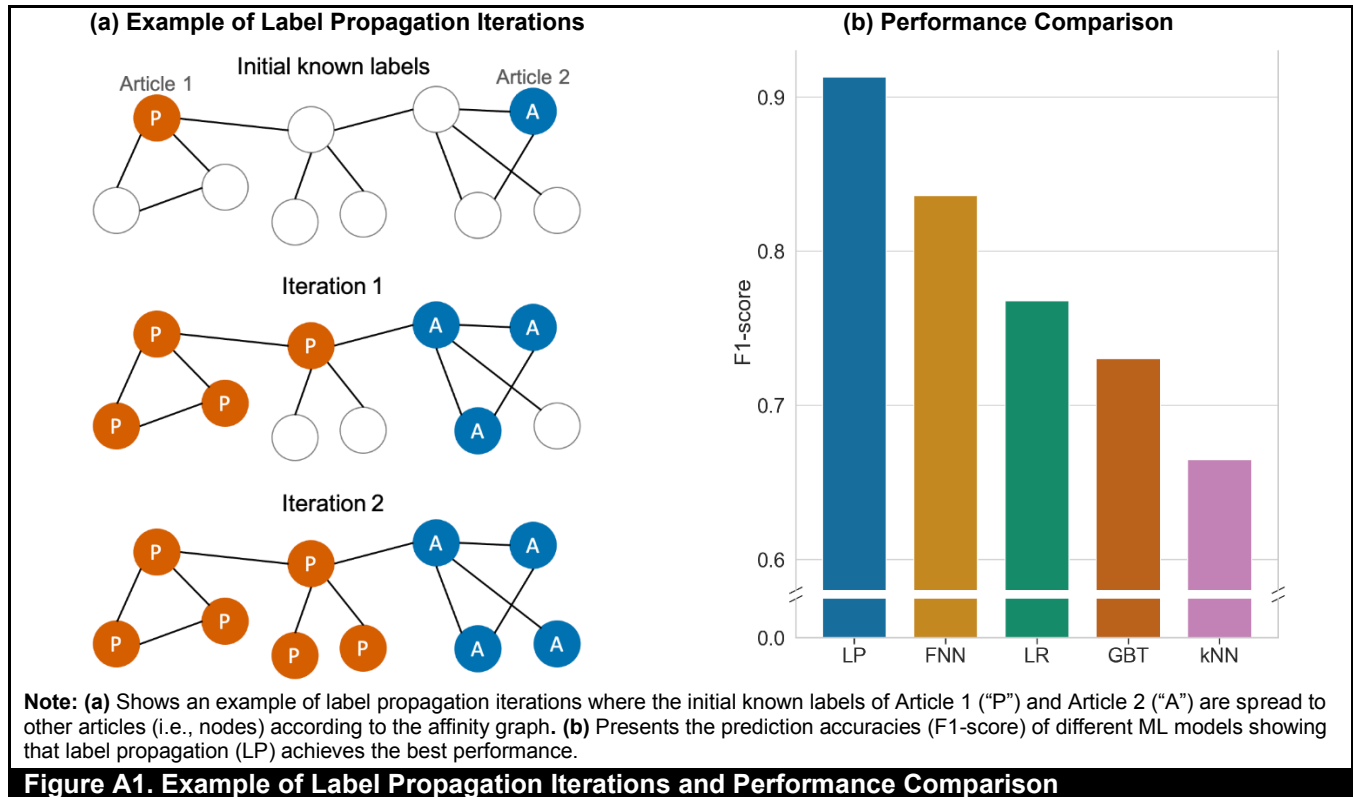 (a) Example of Label Propagation Iterations
Initial known labels
Article 1
Article 2
P
A
Iteration 1
P
P
A
A
P
P
A
Iteration 2
P
P
A
A
P
P
P
P
A
A
(b) Performance Comparison
F1-score
0.9
0.8
0.7
0.6
0.0
LP FNN LR GBT kNN
Note: (a) Shows an example of label propagation iterations where the initial known labels of Article 1 (“P”) and Article 2 (“A”) are spread to
other articles (i.e., nodes) according to the affinity graph. (b) Presents the prediction accuracies (F1-score) of different ML models showing
that label propagation (LP) achieves the best performance.
Figure A1. Example of Label Propagation Iterations and Performance Comparison